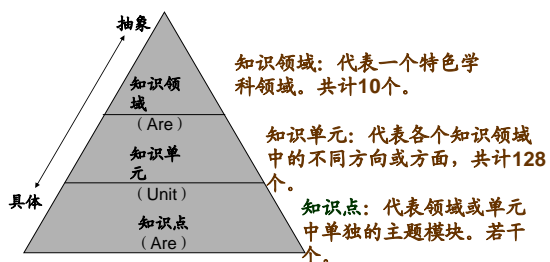 抽象
知识领
域
（Are）
知识单
元
（Unit）
知识点
（Are）
具体
知识领域：代表一个特色学
科领域。共计10个。
知识单元：代表各个知识领域
中的不同方向或方面，共计128
个。
知识点：代表领域或单元
中单独的主题模块。若干
个。